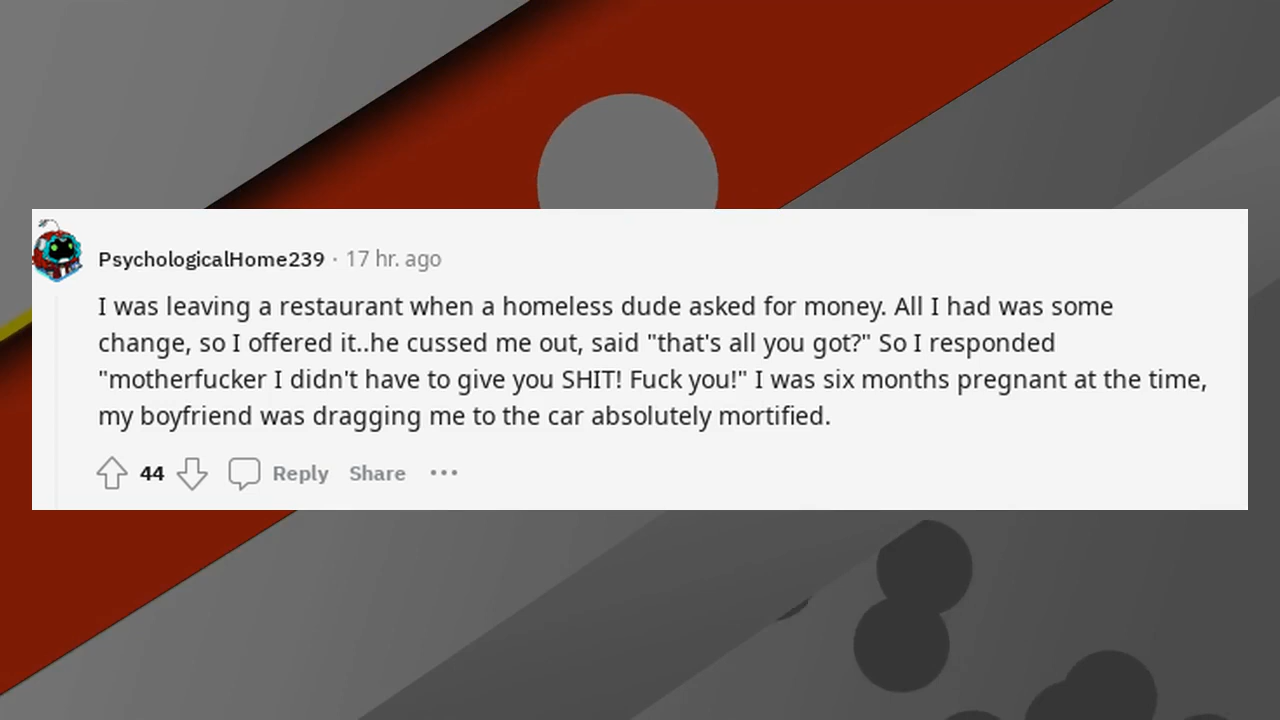 PsychologicalHome239 · 17 hr. ago
I was leaving a restaurant when a homeless dude asked for money. All I had was some
change, so I offered it..he cussed me out, said "that's all you got?" So I responded
"motherfucker I didn't have to give you SHIT! Fuck you!" I was six months pregnant at the time,
my boyfriend was dragging me to the car absolutely mortified.
44 Reply Share ···